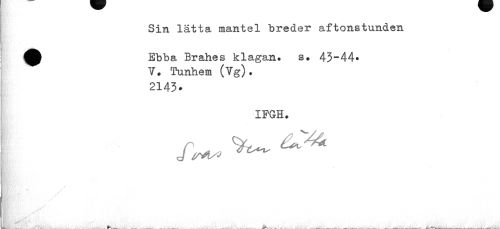 Sin lätta mantel breder aftonstunden
Ebba Brahes klagan. s. 43-44.
V. Tunhem (Vg).
2143.
IFGH.
Svas Den lätta